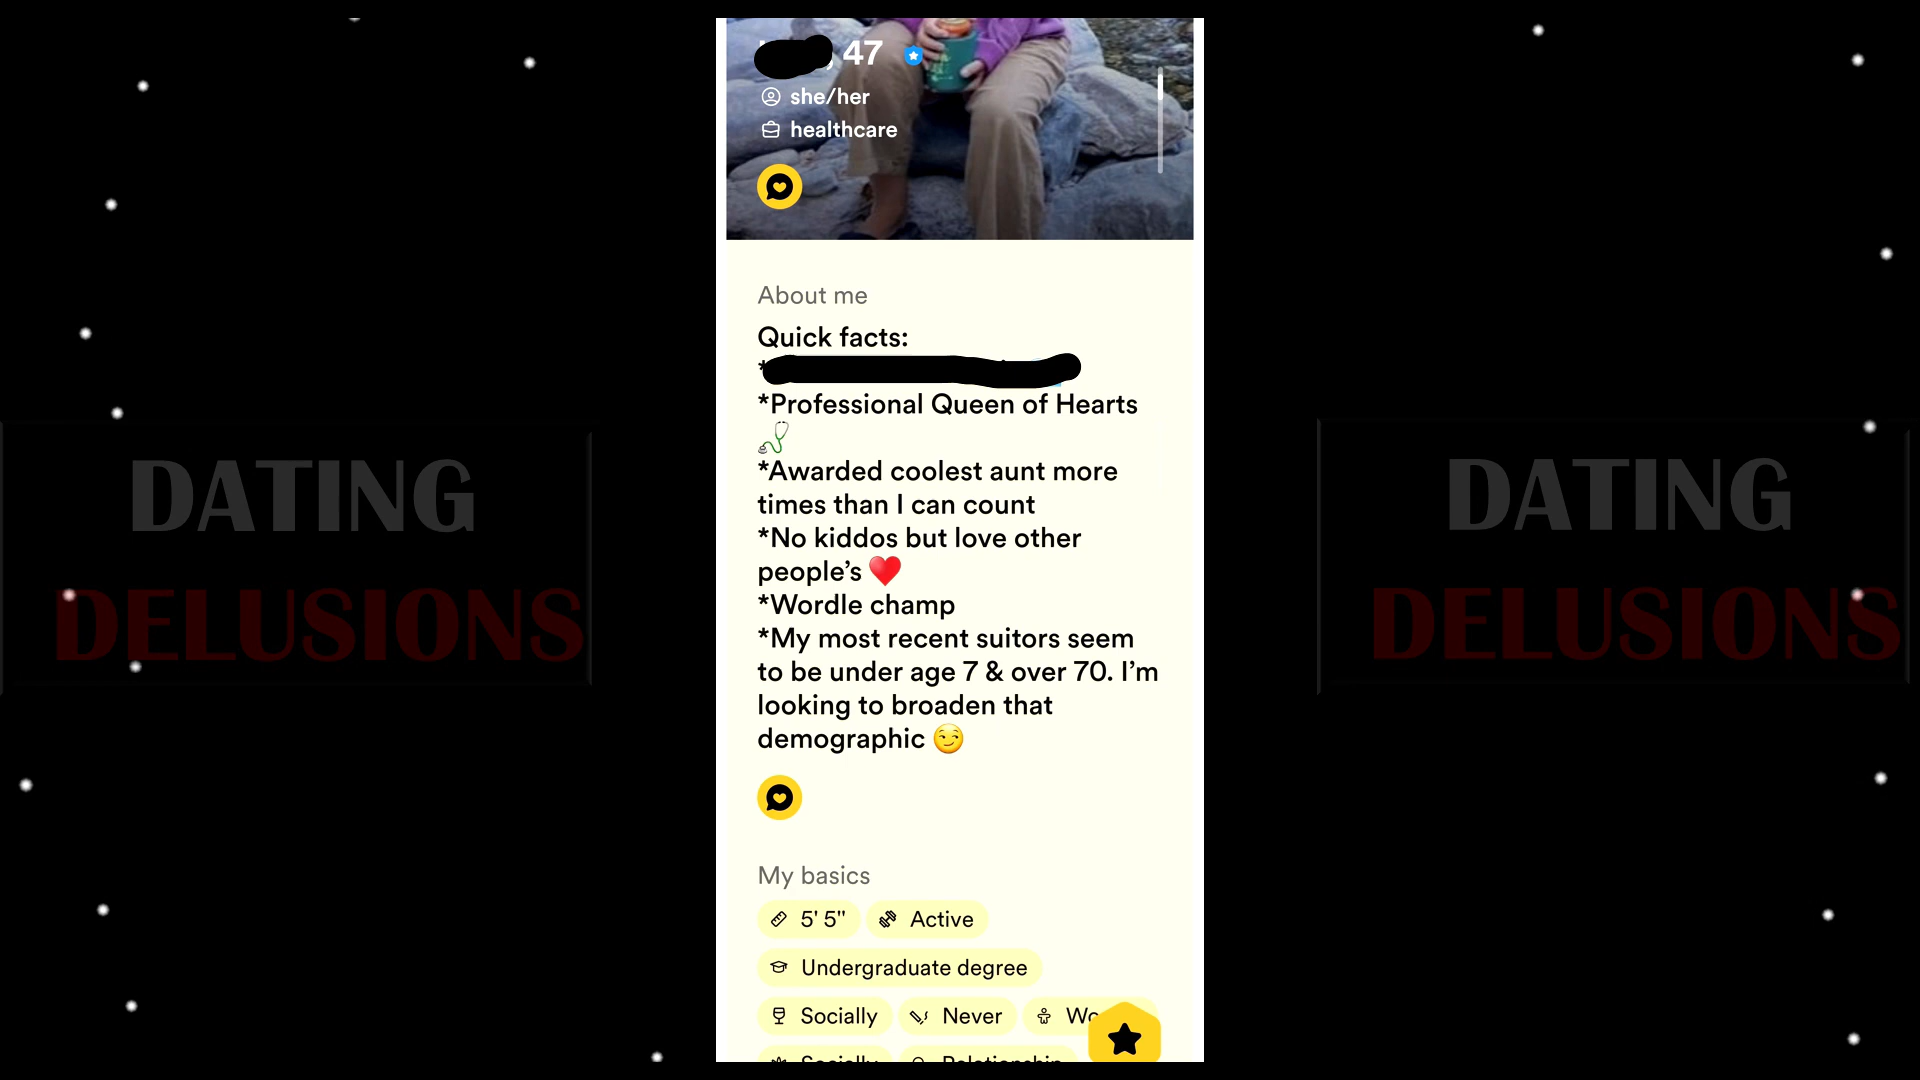 47
she/her
healthcare
About me
Quick facts:
*
*Professional Queen of Hearts
🩺
*Awarded coolest aunt more
times than I can count
*No kiddos but love other
people’s ♥️
*Wordle champ
*My most recent suitors seem
to be under age 7 & over 70. I’m
looking to broaden that
demographic 😏
My basics
5' 5" Active
Undergraduate degree
Socially Never
Socially Relationship
DATING
DELUSIONS
DATING
DELUSIONS